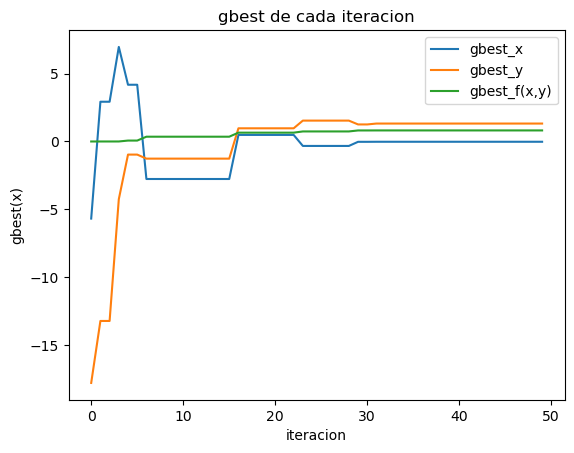 gbest de cada iteracion
gbest_x
gbest_y
gbest_f(x,y)
gbest(x)
5
0
−5
−10
−15
0 10 20 30 40 50
iteracion